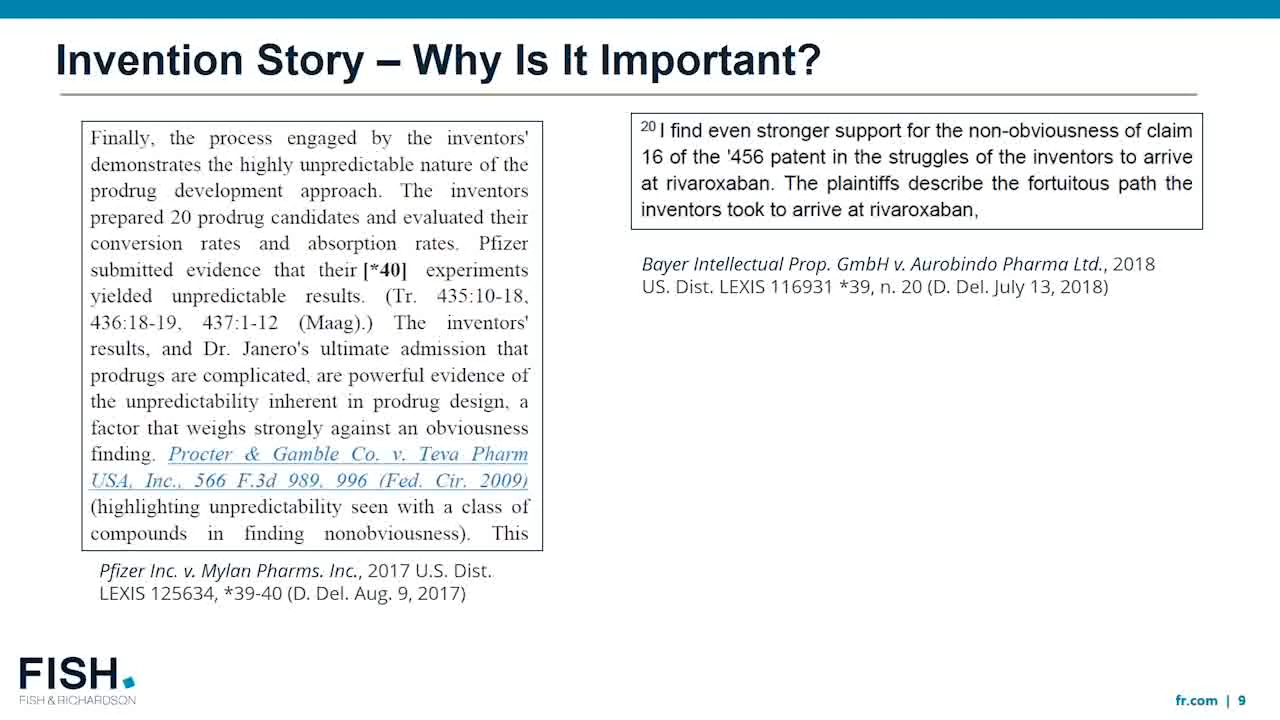 Invention Story – Why Is It Important?
Finally, the process engaged by the inventors'
demonstrates the highly unpredictable nature of the
prodrug development approach. The inventors
prepared 20 prodrug candidates and evaluated their
conversion rates and absorption rates. Pfizer
submitted evidence that their [*40] experiments
yielded unpredictable results. (Tr. 435:10-18,
436:18-19, 437:1-12 (Maag).) The inventors'
results, and Dr. Janero's ultimate admission that
prodrugs are complicated, are powerful evidence of
the unpredictability inherent in prodrug design, a
factor that weighs strongly against an obviousness
finding. Procter & Gamble Co. v. Teva Pharm
USA, Inc., 566 F.3d 989, 996 (Fed. Cir. 2009)
(highlighting unpredictability seen with a class of
compounds in finding nonobviousness). This
Pfizer Inc. v. Mylan Pharms. Inc., 2017 U.S. Dist.
LEXIS 125634, *39-40 (D. Del. Aug. 9, 2017)
20 I find even stronger support for the non-obviousness of claim
16 of the '456 patent in the struggles of the inventors to arrive
at rivaroxaban. The plaintiffs describe the fortuitous path the
inventors took to arrive at rivaroxaban,
Bayer Intellectual Prop. GmbH v. Aurobindo Pharma Ltd., 2018
US. Dist. LEXIS 116931 *39, n. 20 (D. Del. July 13, 2018)
FISH.
FISH & RICHARDSON
fr.com | 9